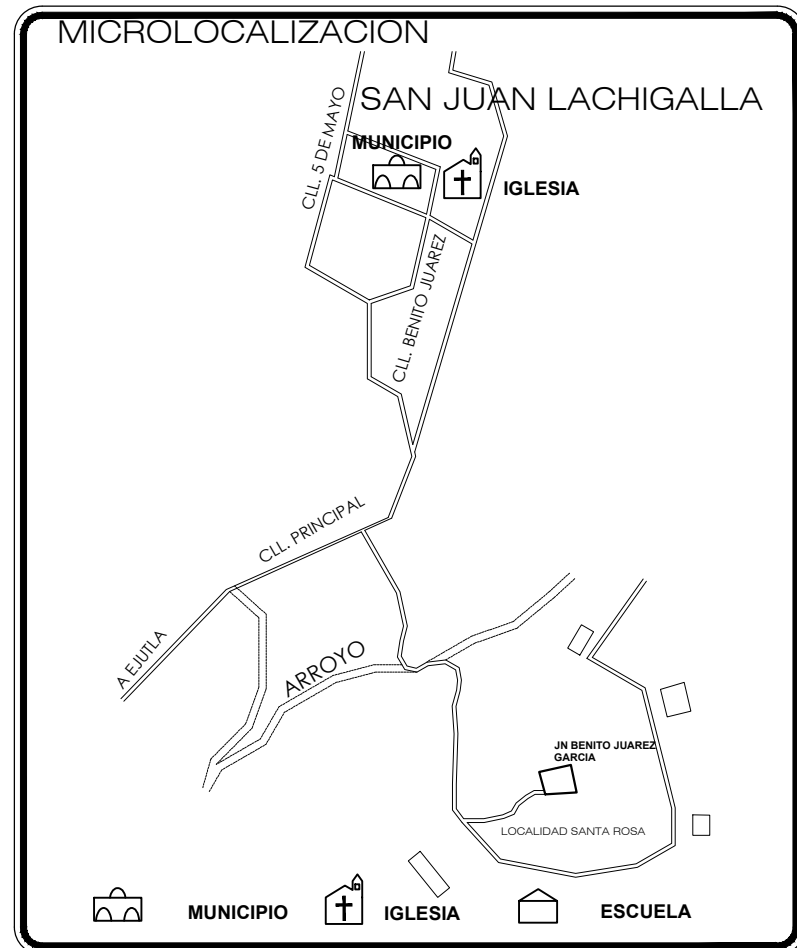 MICROLOCALIZACION
SAN JUAN LACHIGALLA
CLL. 5 DE MAYO
MUNICIPIO
IGLESIA
CLL. BENITO JUAREZ
CLL. PRINCIPAL
A EJUTLA
ARROYO
JN BENITO JUAREZ
GARCIA
LOCALIDAD SANTA ROSA
MUNICIPIO
IGLESIA
ESCUELA